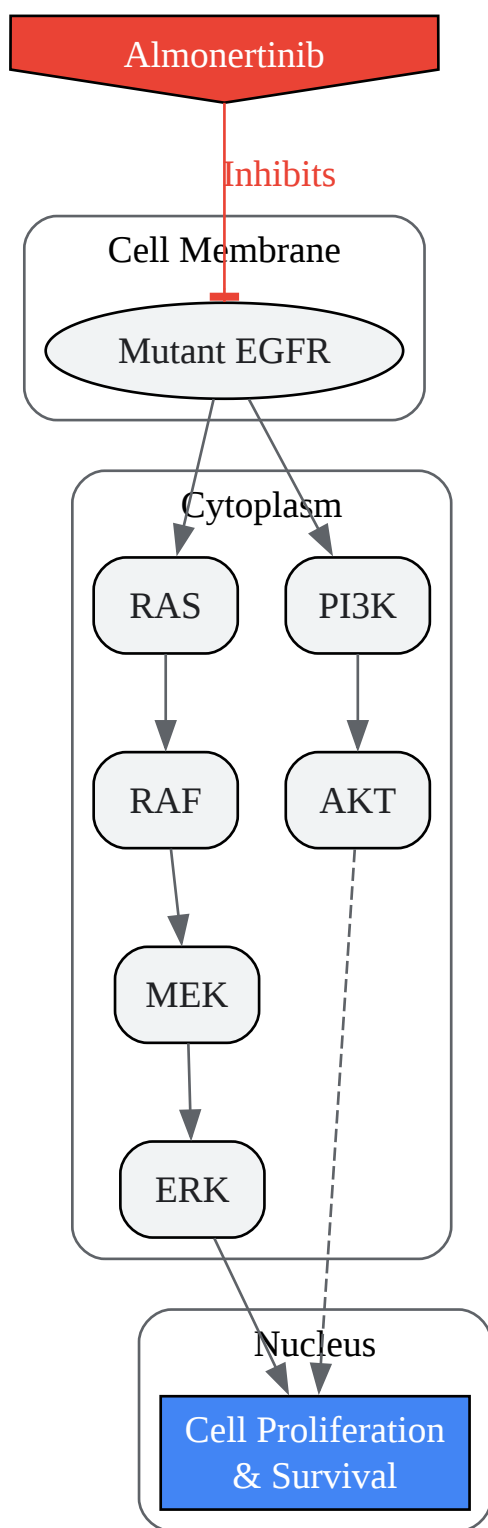 Almonertinib
Inhibits
Cell Membrane
Mutant EGFR
Cytoplasm
RAS
PI3K
RAF
AKT
MEK
ERK
Nucleus
Cell Proliferation
& Survival